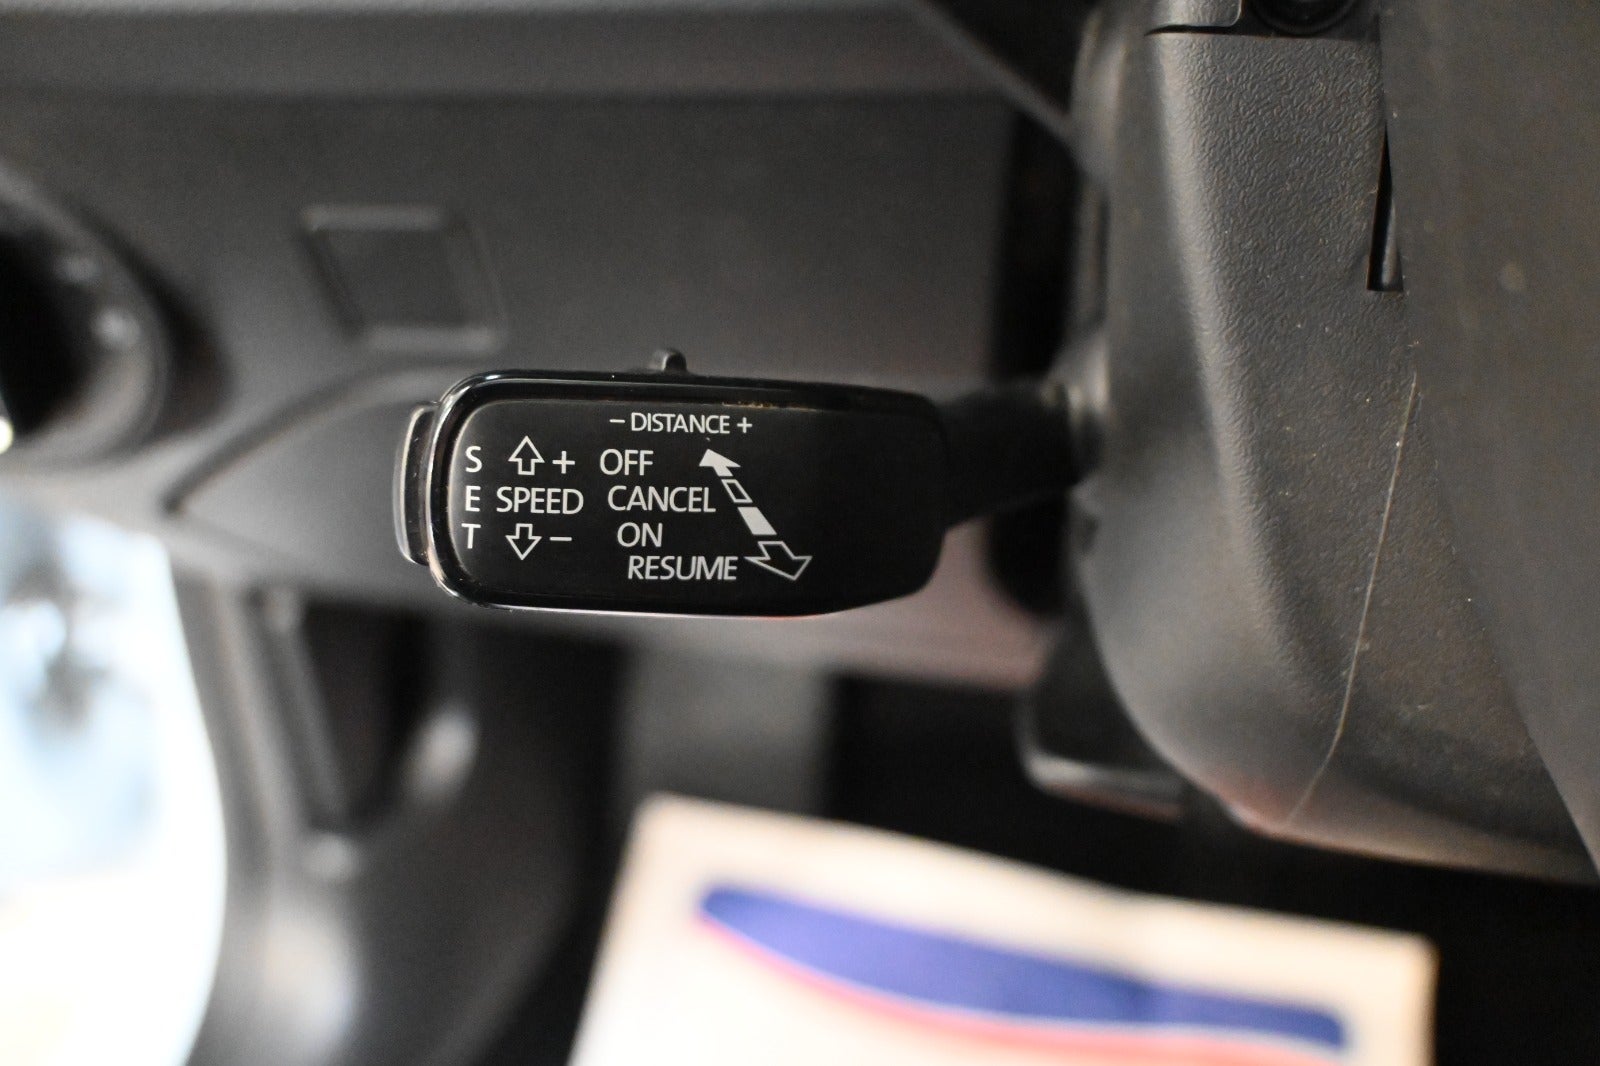 – DISTANCE +
S + OFF
E SPEED CANCEL
T – ON
RESUME